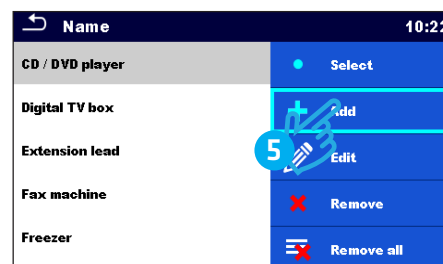 Name 10:22
CD / DVD player
Select
Digital TV box
Add
Extension lead
5
Edit
Fax machine
Remove
Freezer
Remove all